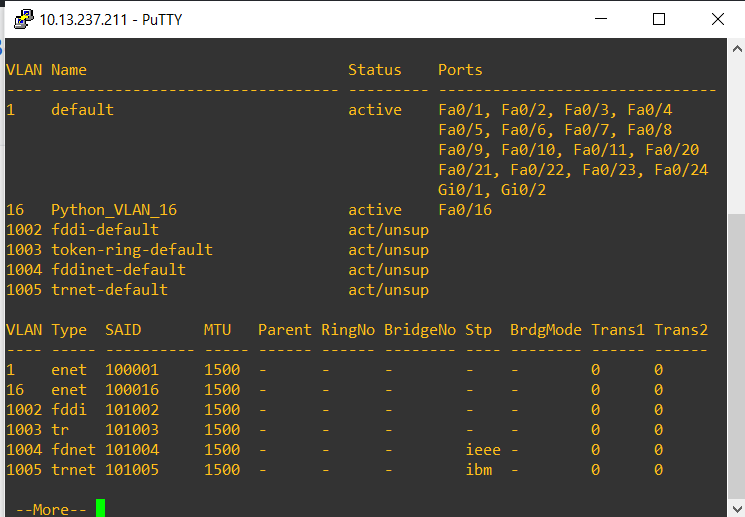 10.13.237.211 - PuTTY
VLAN Name                             Status    Ports
---- -------------------------------- --------- -------------------------------
1    default                          active    Fa0/1, Fa0/2, Fa0/3, Fa0/4
                                                Fa0/5, Fa0/6, Fa0/7, Fa0/8
                                                Fa0/9, Fa0/10, Fa0/11, Fa0/20
                                                Fa0/21, Fa0/22, Fa0/23, Fa0/24
                                                Gi0/1, Gi0/2
16   Python_VLAN_16                   active    Fa0/16
1002 fddi-default                     act/unsup
1003 token-ring-default               act/unsup
1004 fddinet-default                  act/unsup
1005 trnet-default                    act/unsup
VLAN Type  SAID       MTU   Parent RingNo BridgeNo Stp  BrdgMode Trans1 Trans2
---- ----- ---------- ----- ------ ------ -------- ---- -------- ------ ------
1    enet  100001     1500  -      -      -        -    -        0      0
16   enet  100016     1500  -      -      -        -    -        0      0
1002 fddi  101002     1500  -      -      -        -    -        0      0
1003 tr    101003     1500  -      -      -        -    -        0      0
1004 fdnet 101004     1500  -      -      -        ieee -        0      0
1005 trnet 101005     1500  -      -      -        ibm  -        0      0
--More--